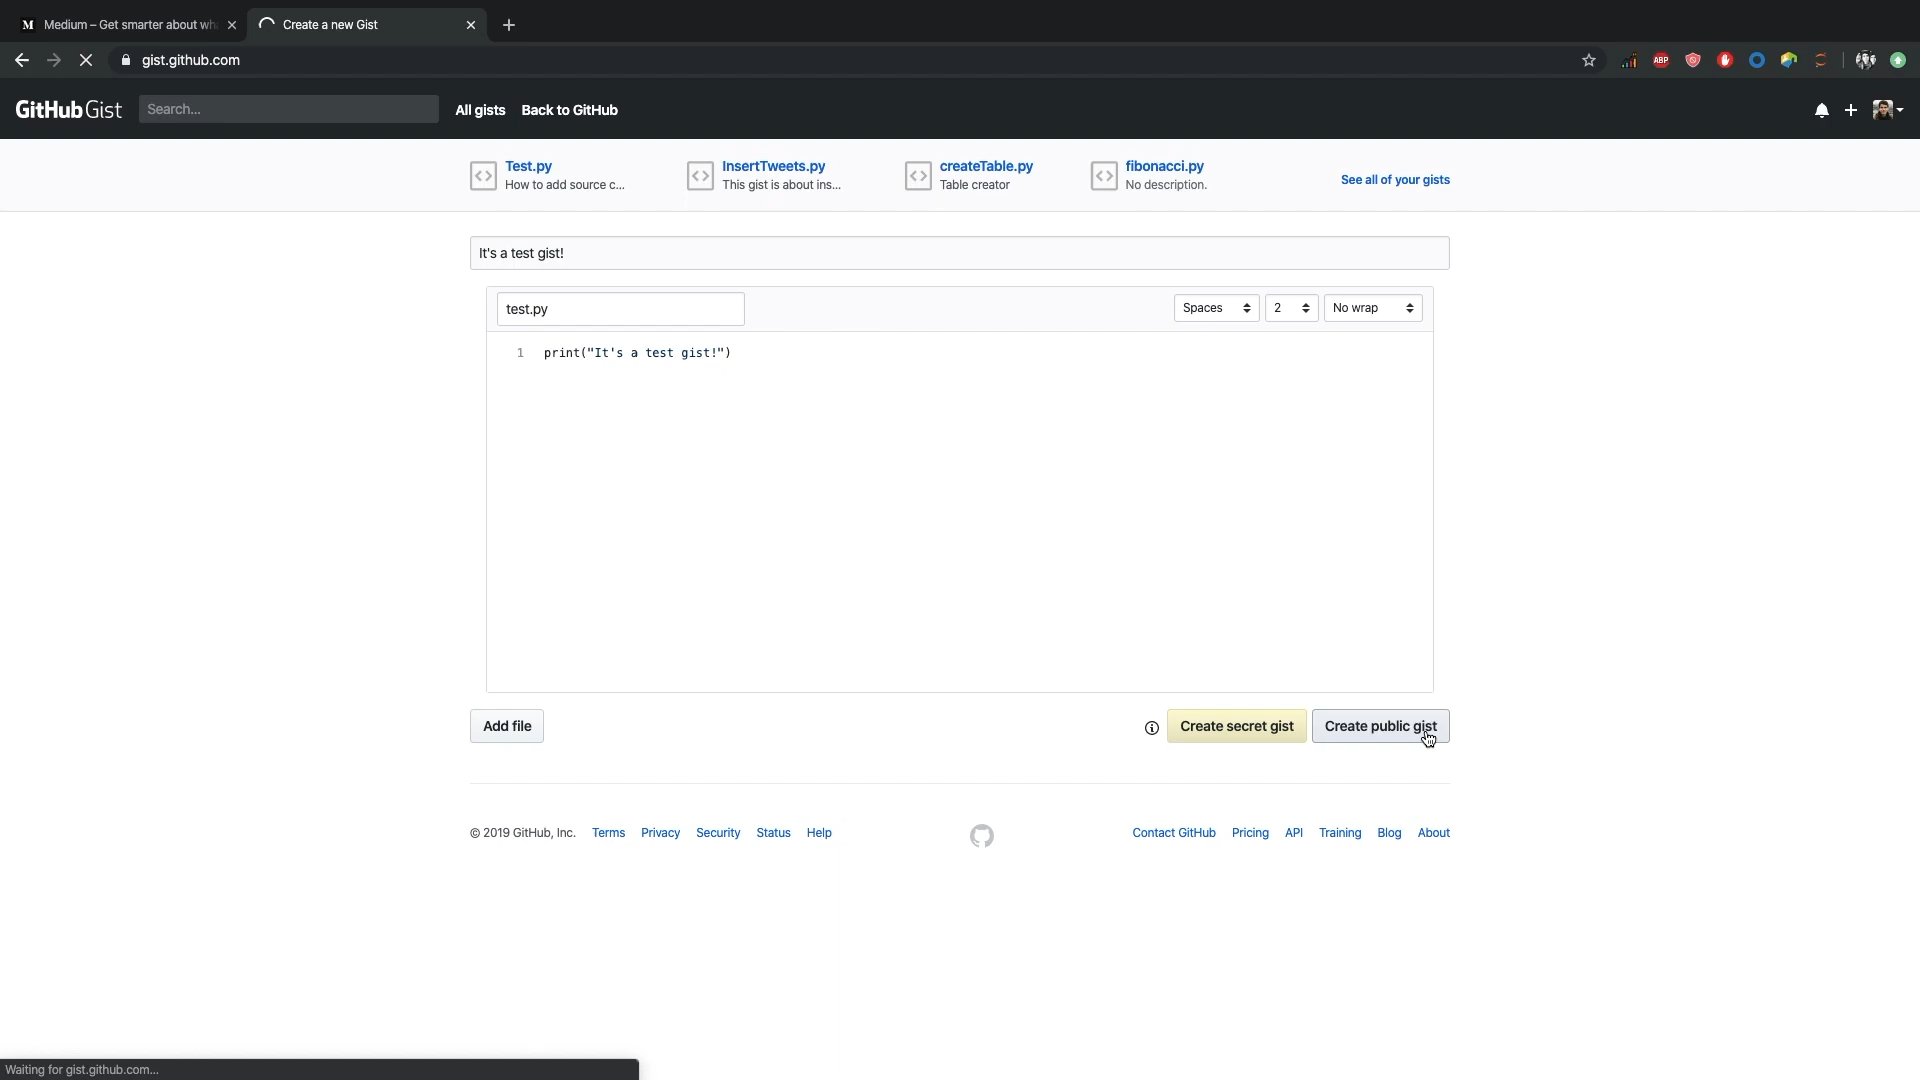 M Medium – Get smarter about wh
Create a new Gist
gist.github.com
ABP
GitHub Gist Search... All gists Back to GitHub
Test.py
How to add source c...
InsertTweets.py
This gist is about ins...
createTable.py
Table creator
fibonacci.py
No description.
See all of your gists
It's a test gist!
test.py
Spaces 2 No wrap
1 print("It's a test gist!")
Add file Create secret gist Create public gist
© 2019 GitHub, Inc. Terms Privacy Security Status Help Contact GitHub Pricing API Training Blog About
Waiting for gist.github.com...